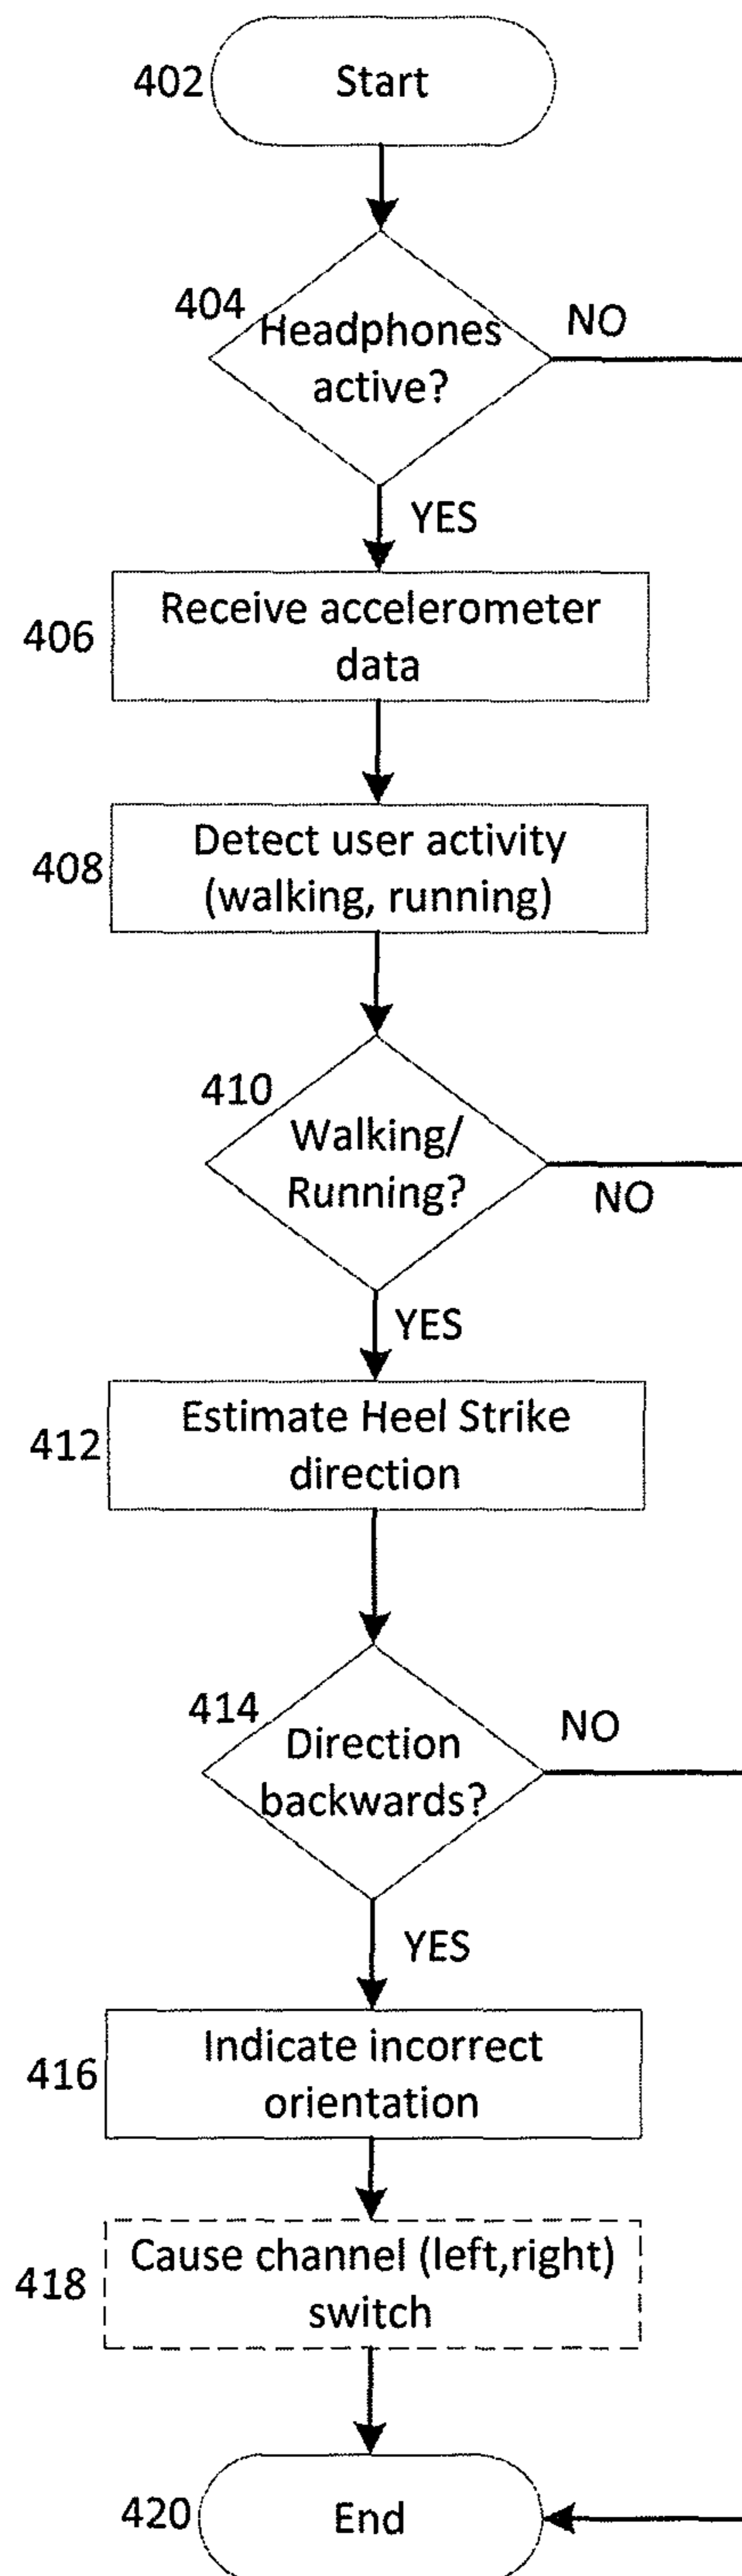 402
Start
404
Headphones
active?
NO
YES
406
Receive accelerometer
data
408
Detect user activity
(walking, running)
410
Walking/
Running?
NO
YES
412
Estimate Heel Strike
direction
414
Direction
backwards?
NO
YES
416
Indicate incorrect
orientation
418
Cause channel (left,right)
switch
420
End